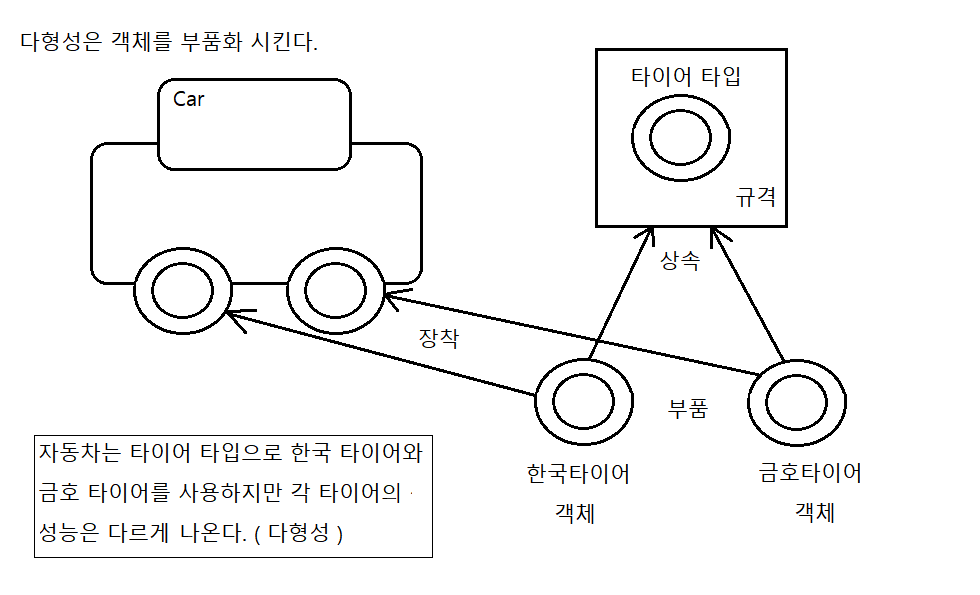 다형성은 객체를 부품화 시킨다.
Car
타이어 타입
규격
상속
장착
부품
한국타이어
객체
금호타이어
객체
자동차는 타이어 타입으로 한국 타이어와
금호 타이어를 사용하지만 각 타이어의
성능은 다르게 나온다. ( 다형성 )